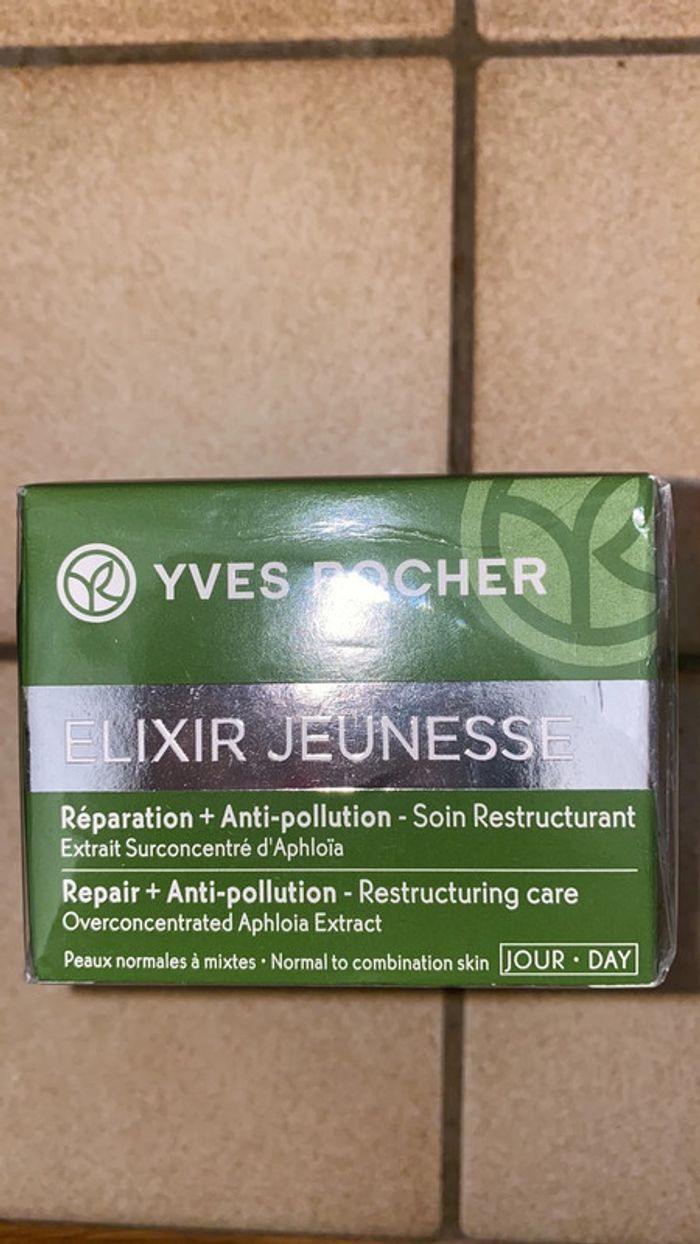 YVES ROCHER
ELIXIR JEUNESSE
Réparation + Anti-pollution - Soin Restructurant
Extrait Surconcentré d'Aphloïa
Repair + Anti-pollution - Restructuring care
Overconcentrated Aphloia Extract
Peaux normales à mixtes • Normal to combination skin JOUR • DAY